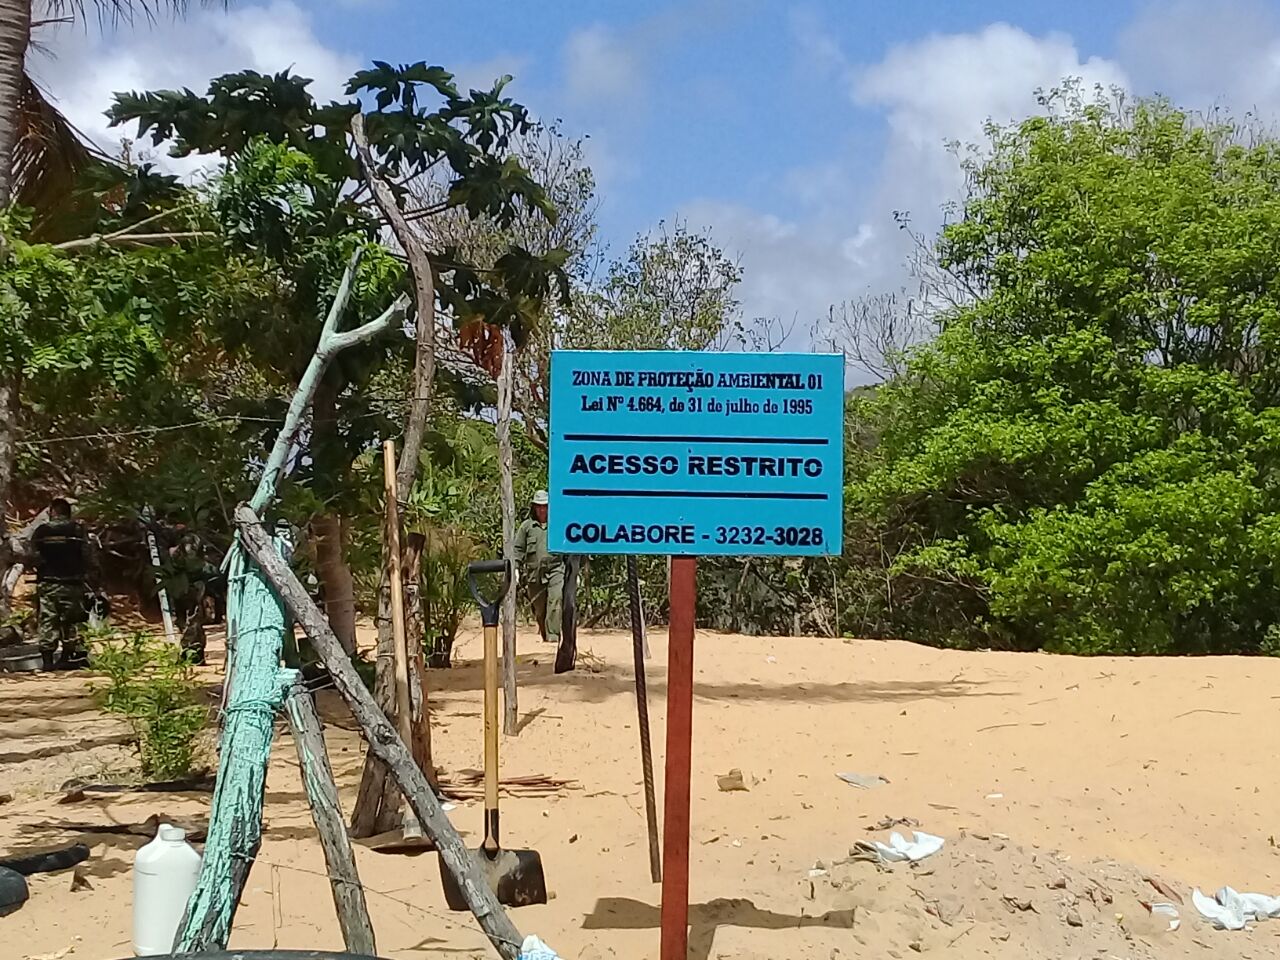 ZONA DE PROTEÇÃO AMBIENTAL 01
Lei Nº 4.664, de 31 de julho de 1995
ACESSO RESTRITO
COLABORE - 3232-3028